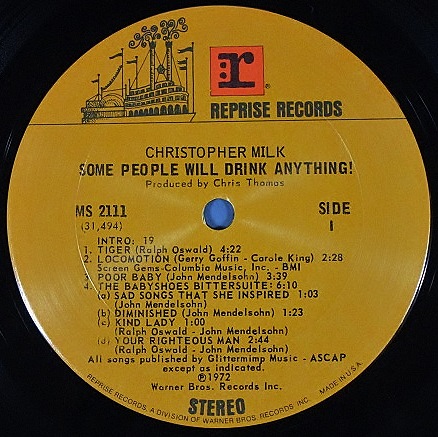 r
REPRISE RECORDS
CHRISTOPHER MILK
SOME PEOPLE WILL DRINK ANYTHING!
Produced by Chris Thomas
MS 2111
(31,494)
SIDE
1
INTRO: 19
1. TIGER (Ralph Oswald) 4:22
2. LOCOMOTION (Gerry Goffin - Carole King) 2:28
Screen Gems-Columbia Music, Inc. - BMI
POOR BABY (John Mendelsohn) 3:39
4. THE BABYSHOES BITTERSUITE: 6:10
(a) SAD SONGS THAT SHE INSPIRED 1:03
(John Mendelsohn)
(b) DIMINISHED (John Mendelsohn) 1:23
(c) KIND LADY 1:00
(Ralph Oswald - John Mendelsohn)
(d) YOUR RIGHTEOUS MAN 2:44
(Ralph Oswald - John Mendelsohn)
All songs published by Glittermimp Music - ASCAP
except as indicated.
Ⓟ1972
Warner Bros. Records Inc.
STEREO
REPRISE RECORDS, A DIVISION OF WARNER BROS. RECORDS, INC. MADE IN U.S.A.